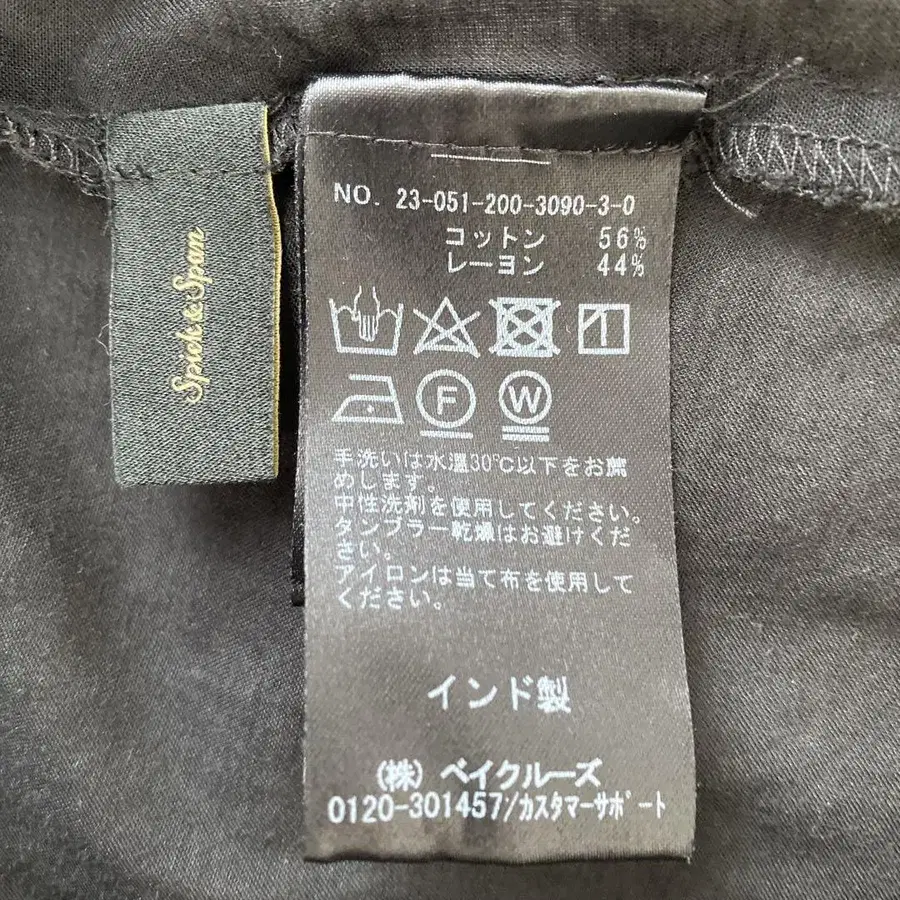 Spick & Span
NO. 23-051-200-3090-3-0
コットン 56%
レーヨン 44%
F W
手洗いは水温30℃以下をお薦
めします。
中性洗剤を使用してください。
タンブラー乾燥はお避けくだ
さい。
アイロンは当て布を使用して
ください。
インド製
(株) ベイクルーズ
0120-301457/カスタマーサポート